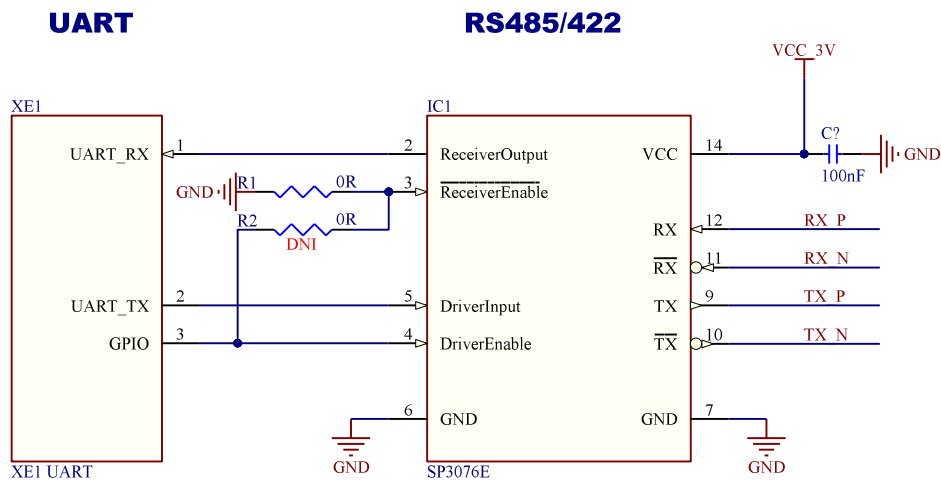 UART RS485/422
VCC_3V
XE1 IC1
C?
UART_RX 1 2 ReceiverOutput VCC 14 GND
100nF
GND R1 0R 3 ReceiverEnable
R2 0R RX 12 RX_P
DNI
RX 11 RX_N
UART_TX 2 5 DriverInput TX 9 TX_P
GPIO 3 4 DriverEnable TX 10 TX_N
6 GND GND 7
GND GND
XE1 UART SP3076E